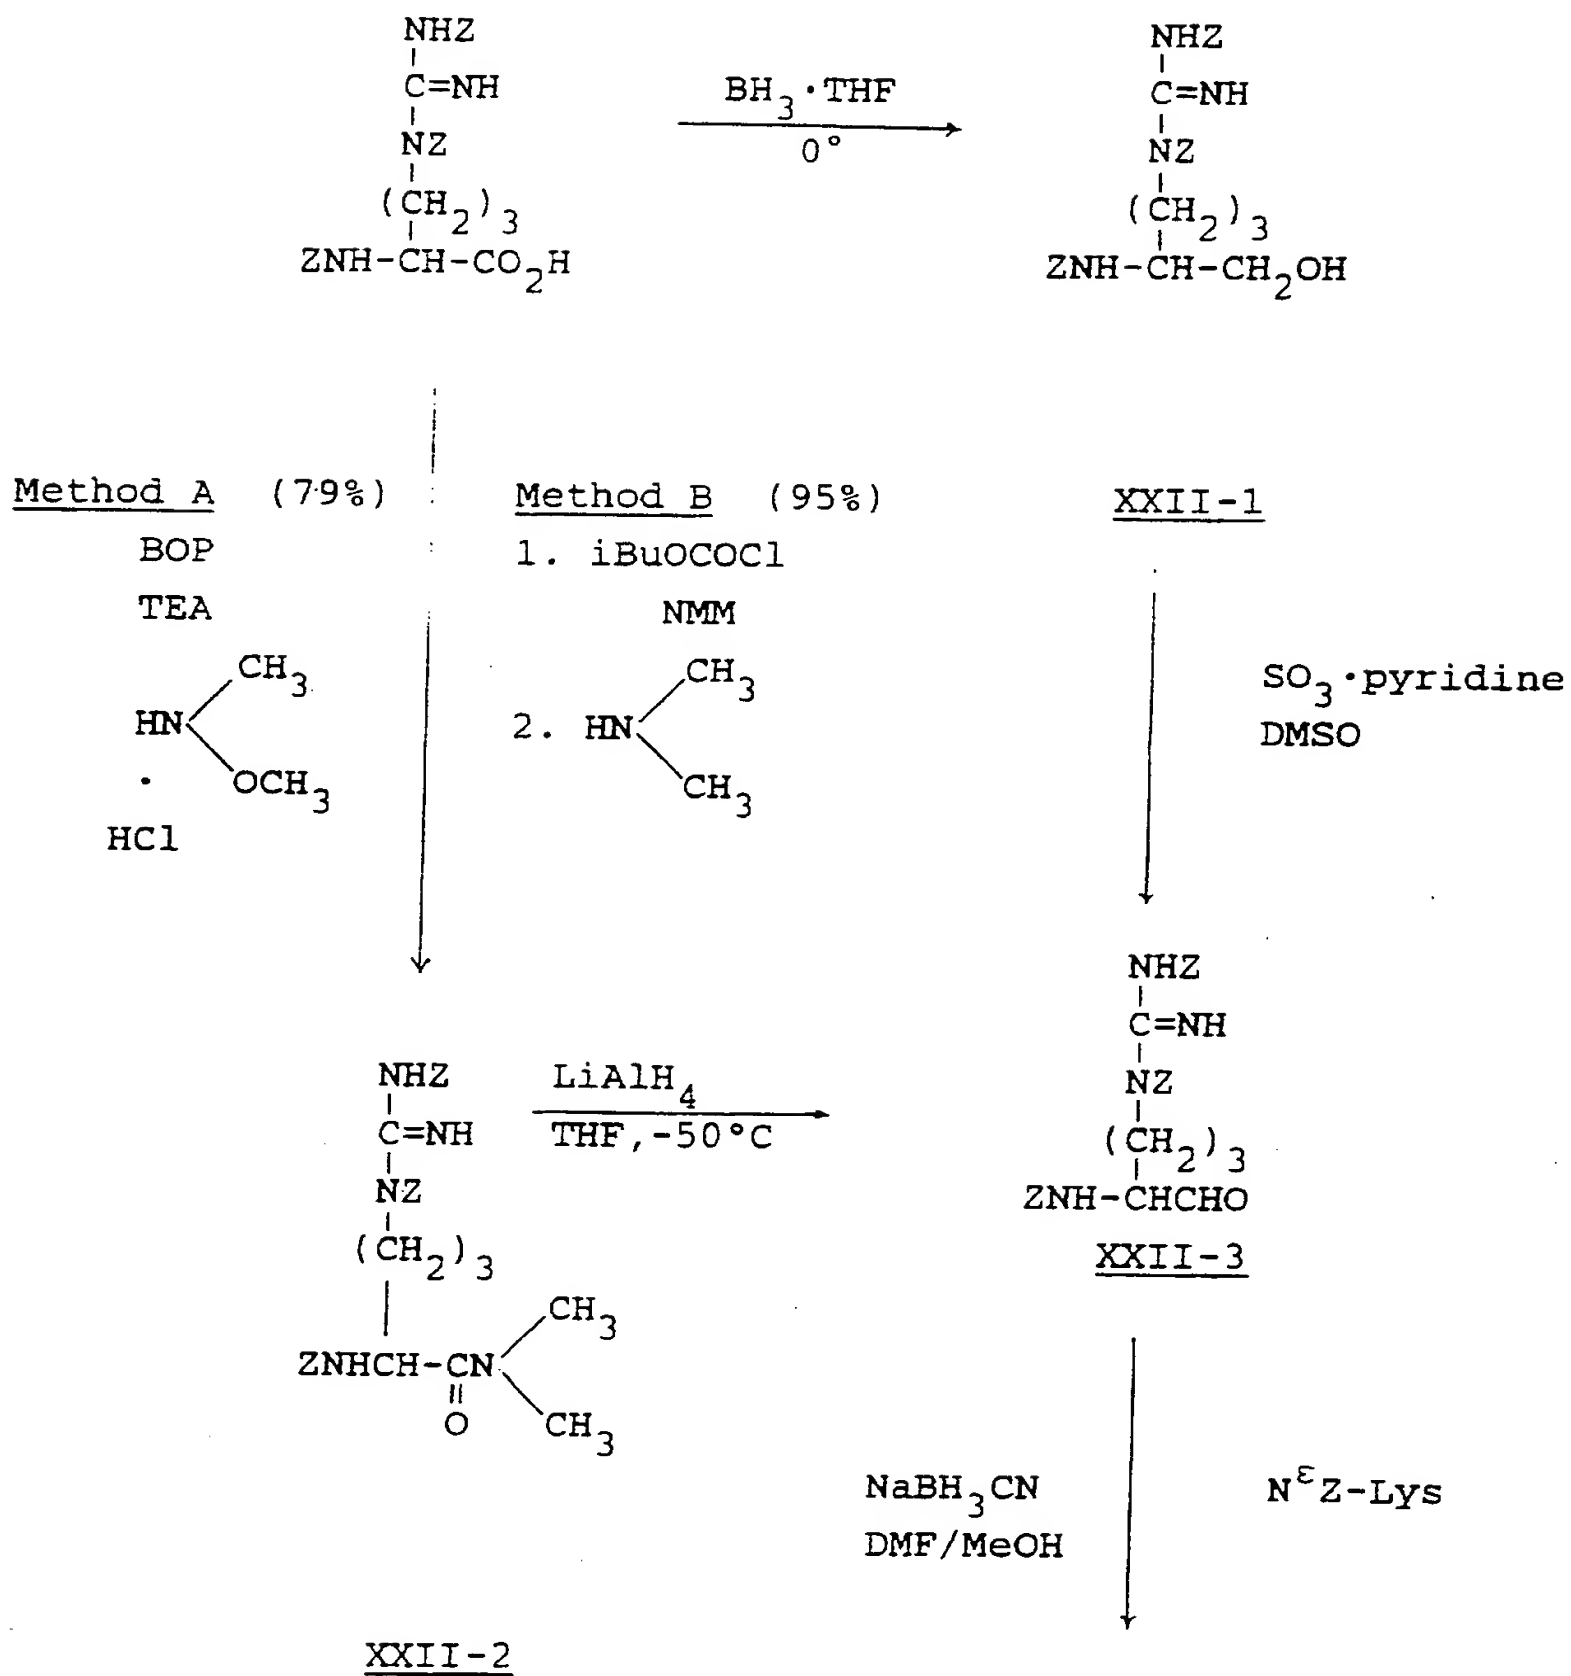 NHZ
C=NH
NZ
(CH2)3
ZNH-CH-CO2H
BH3·THF
0°
NHZ
C=NH
NZ
(CH2)3
ZNH-CH-CH2OH
Method A (79%)
BOP
TEA
CH3
HN
OCH3
·
HCl
Method B (95%)
1. iBuOCOCl
NMM
CH3
2. HN
CH3
XXII-1
SO3·pyridine
DMSO
NHZ
C=NH
NZ
(CH2)3
ZNHCH-CN
O
CH3
CH3
XXII-2
LiAlH4
THF,-50°C
NHZ
C=NH
NZ
(CH2)3
ZNH-CHCHO
XXII-3
NaBH3CN
DMF/MeOH
NεZ-Lys